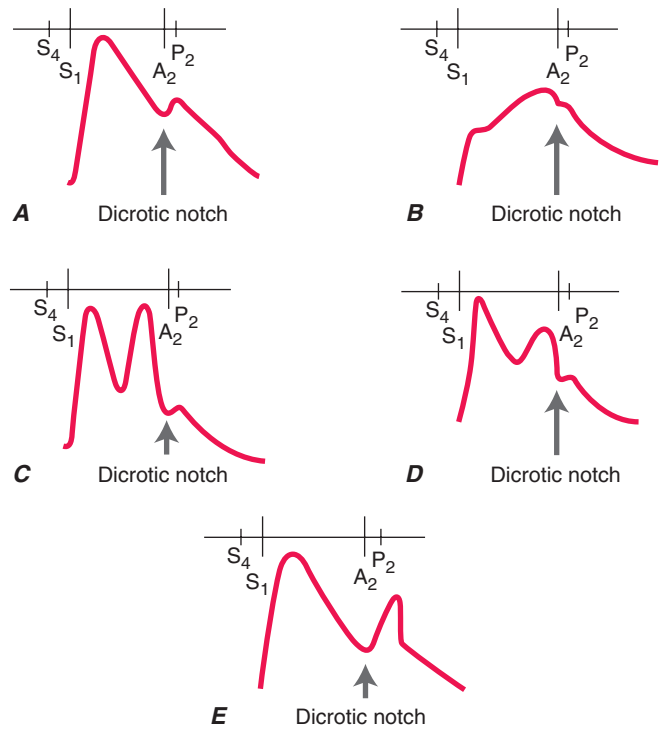 S4 S1 A2 P2
A Dicrotic notch
S4 S1 A2 P2
B Dicrotic notch
S4 S1 A2 P2
C Dicrotic notch
S4 S1 A2 P2
D Dicrotic notch
S4 S1 A2 P2
E Dicrotic notch